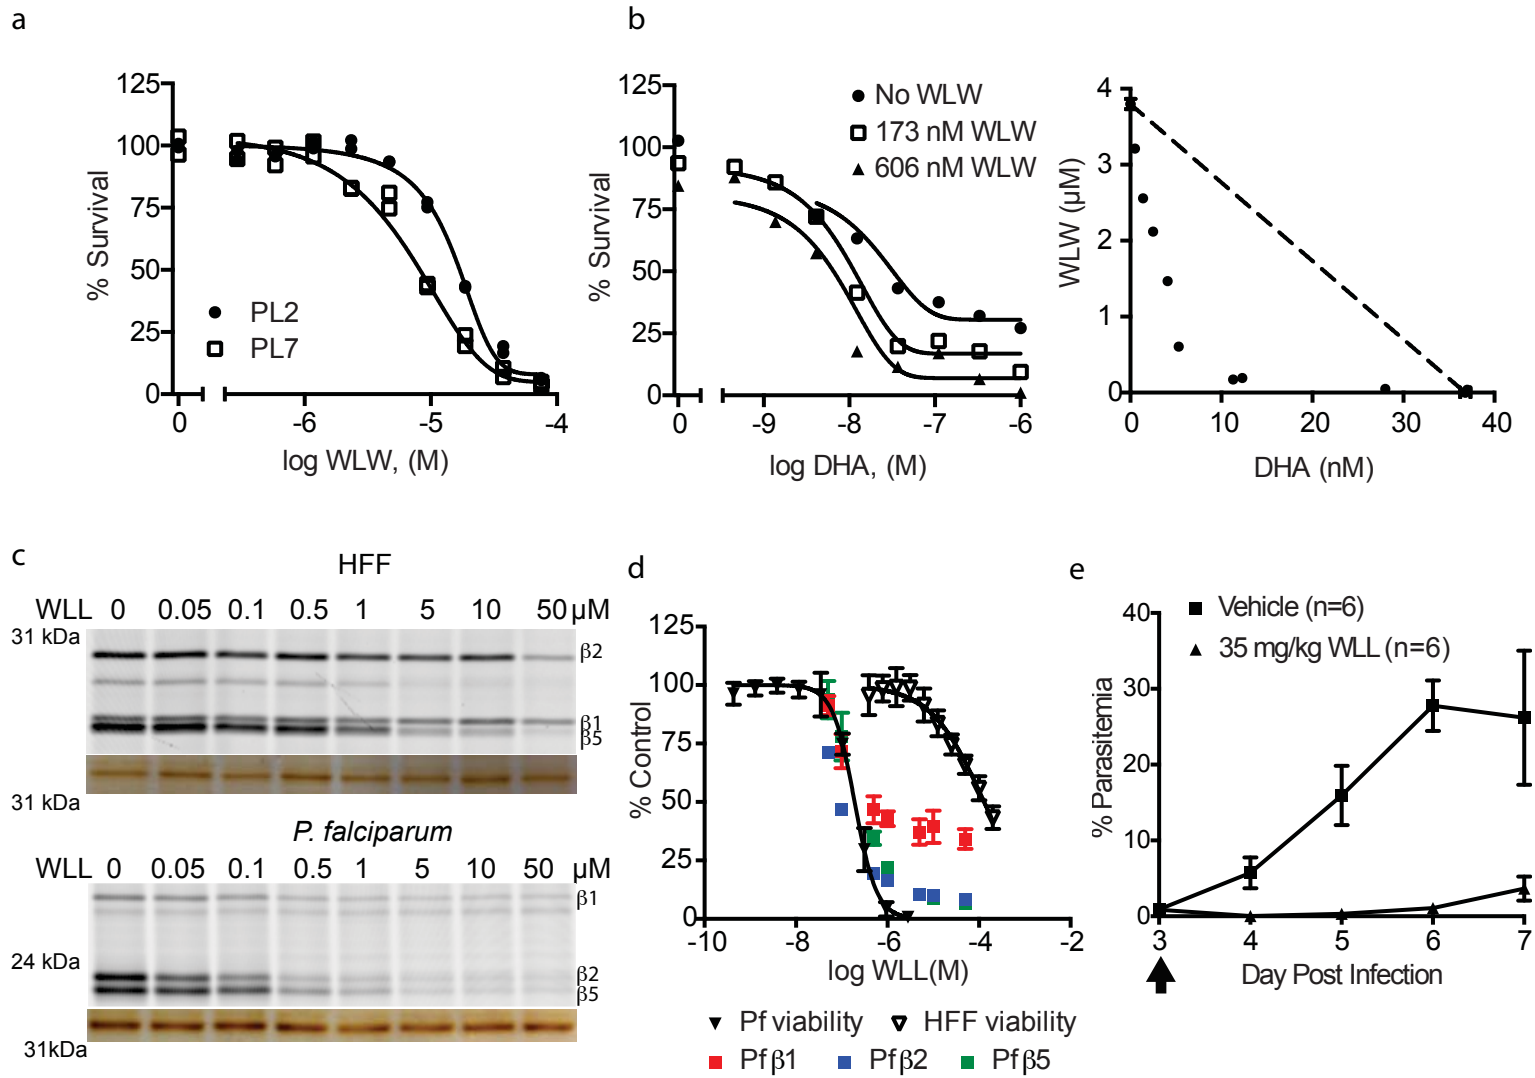 a
125
100
75
50
25
0
% Survival
PL2
PL7
0 -6 -5 -4
log WLW, (M)
b
125
100
75
50
25
0
% Survival
No WLW
173 nM WLW
606 nM WLW
0 -9 -8 -7 -6
log DHA, (M)
4
3
2
1
0
WLW (μM)
0 10 20 30 40
DHA (nM)
c
HFF
WLL 0 0.05 0.1 0.5 1 5 10 50 μM
31 kDa
β2
β1
β5
31 kDa
P. falciparum
WLL 0 0.05 0.1 0.5 1 5 10 50 μM
β1
24 kDa
β2
β5
31kDa
d
125
100
75
50
25
0
% Control
-10 -8 -6 -4 -2
log WLL(M)
Pf viability HFF viability
Pfβ1 Pfβ2 Pfβ5
e
Vehicle (n=6)
35 mg/kg WLL (n=6)
40
30
20
10
0
% Parasitemia
3 4 5 6 7
Day Post Infection